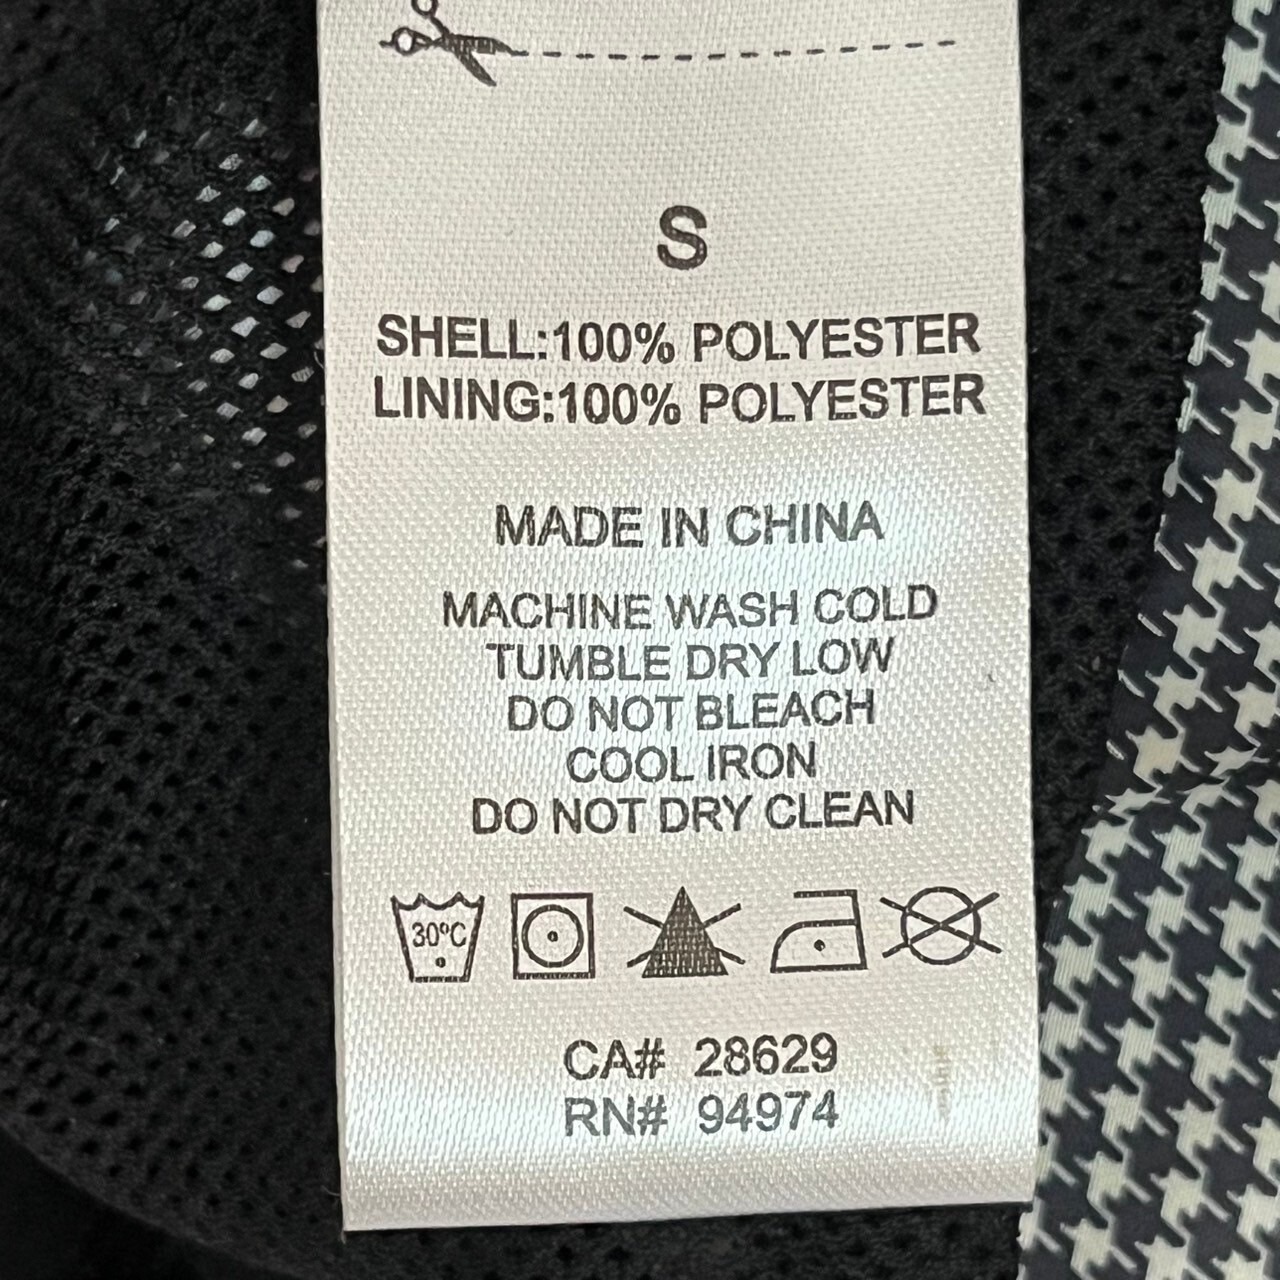 S
SHELL:100% POLYESTER
LINING:100% POLYESTER
MADE IN CHINA
MACHINE WASH COLD
TUMBLE DRY LOW
DO NOT BLEACH
COOL IRON
DO NOT DRY CLEAN
30°C
CA# 28629
RN# 94974